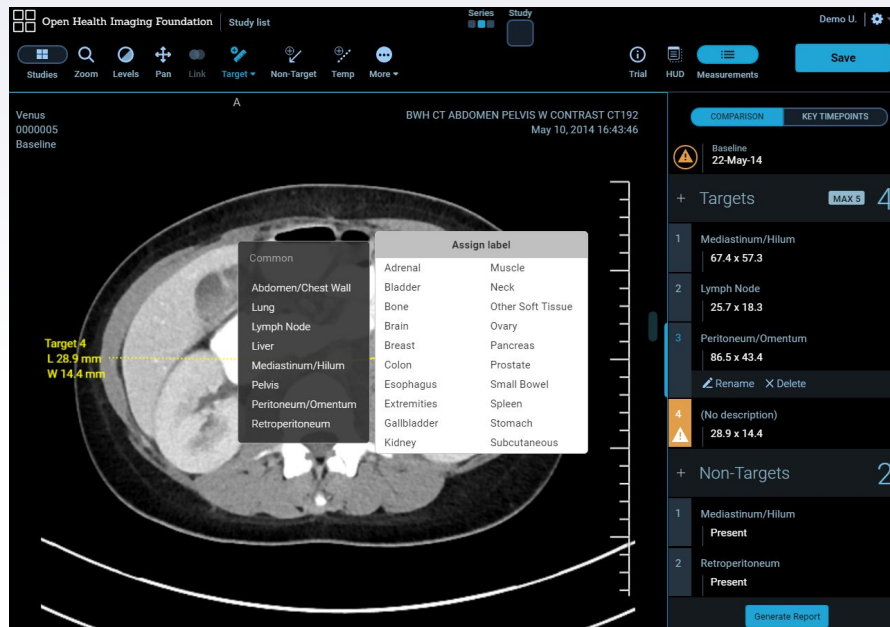 Open Health Imaging Foundation
Study list
Series
Study
Demo U.
Studies
Zoom
Levels
Pan
Link
Target
Non-Target
Temp
More
Trial
HUD
Measurements
Save
A
Venus
0000005
Baseline
BWH CT ABDOMEN PELVIS W CONTRAST CT192
May 10, 2014 16:43:46
Target 4
L 28.9 mm
W 14.4 mm
Common
Abdomen/Chest Wall
Lung
Lymph Node
Liver
Mediastinum/Hilum
Pelvis
Peritoneum/Omentum
Retroperitoneum
Assign label
Adrenal
Bladder
Bone
Brain
Breast
Colon
Esophagus
Extremities
Gallbladder
Kidney
Muscle
Neck
Other Soft Tissue
Ovary
Pancreas
Prostate
Small Bowel
Spleen
Stomach
Subcutaneous
COMPARISON
KEY TIMEPOINTS
Baseline
22-May-14
+ Targets MAX 5 4
1 Mediastinum/Hilum
67.4 x 57.3
2 Lymph Node
25.7 x 18.3
3 Peritoneum/Omentum
86.5 x 43.4
Rename X Delete
4 (No description)
28.9 x 14.4
+ Non-Targets 2
1 Mediastinum/Hilum
Present
2 Retroperitoneum
Present
Generate Report